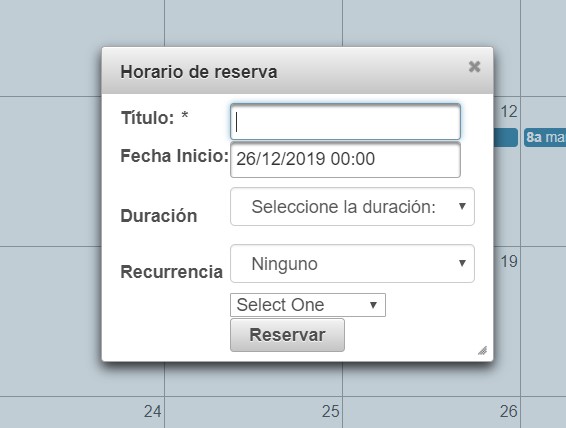 Horario de reserva
Título: *
12
8a ma
Fecha Inicio: 26/12/2019 00:00
Duración Seleccione la duración:
Recurrencia Ninguno
19
Select One
Reservar
24 25 26